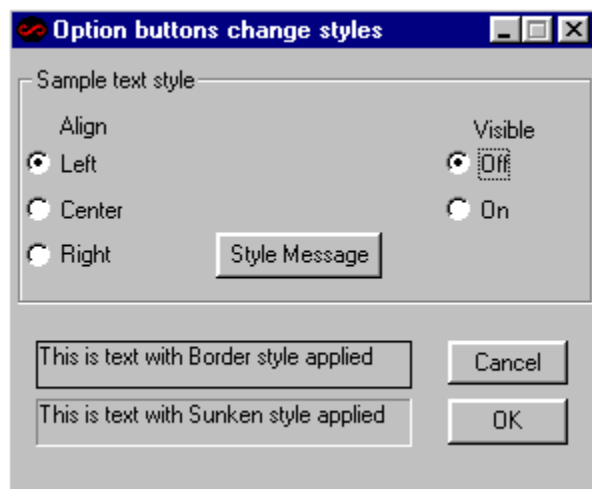 Option buttons change styles
Sample text style
Align
Visible
Left
Off
Center
On
Right
Style Message
This is text with Border style applied
Cancel
This is text with Sunken style applied
OK